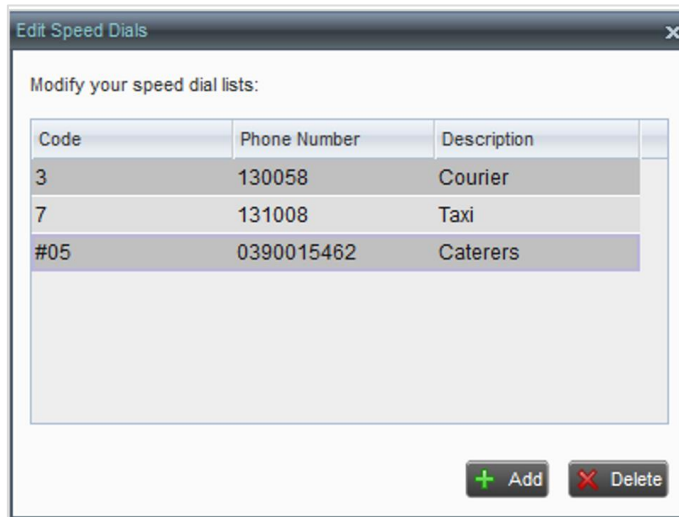 Edit Speed Dials
Modify your speed dial lists:
Code Phone Number Description
3 130058 Courier
7 131008 Taxi
#05 0390015462 Caterers
Add Delete